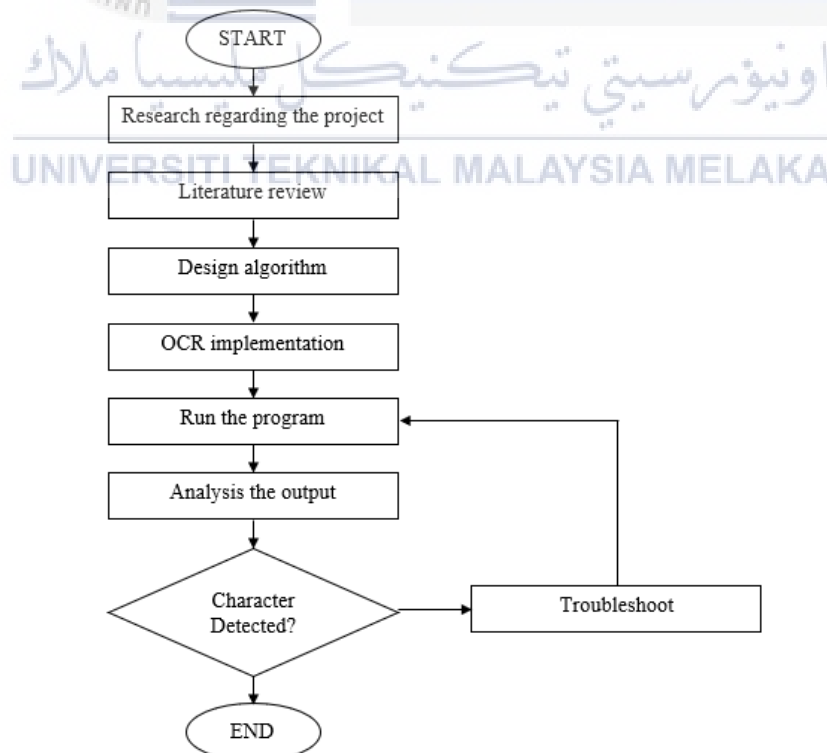 START
اونيۏرسيتي تيكنيكل مليسيا ملاك
Research regarding the project
UNIVERSITI TEKNIKAL MALAYSIA MELAKA
Literature review
Design algorithm
OCR implementation
Run the program
Analysis the output
Character
Detected?
Troubleshoot
END